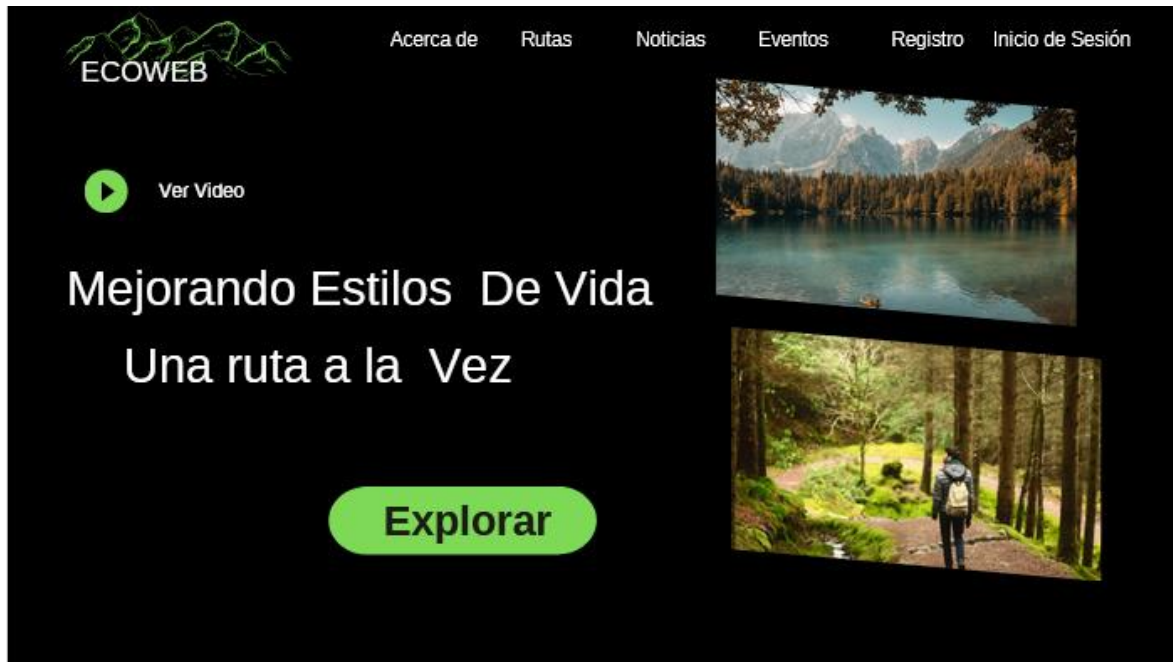 Acerca de Rutas Noticias Eventos Registro Inicio de Sesión
ECOWEB
Ver Video
Mejorando Estilos De Vida
Una ruta a la Vez
Explorar